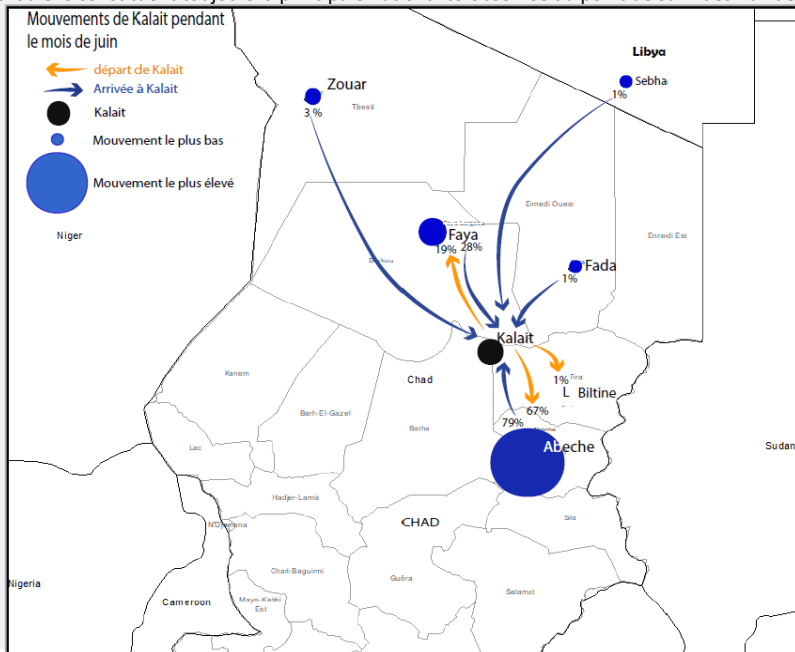 Mouvements de Kalait pendant
le mois de juin
départ de Kalait
Arrivée à Kalait
Kalait
Mouvement le plus bas
Mouvement le plus élevé
Libya
Zouar
3 %
Tbesti
Sebha
1%
Ennedi Ouest
Ennedi Est
Niger
Faya
19%
28%
Fada
1%
Kalait
Kanem
Chad
1%
Fira
L Biltine
Barh-El-Gazel
Batha
67%
79%
Abeche
Lac
Sudan
Hadjer-Lamis
N'Djamena
CHAD
Sila
Chari-Baguirmi
Guéra
Salamat
Nigeria
Cameroon
Mayo-Kebbi
Est